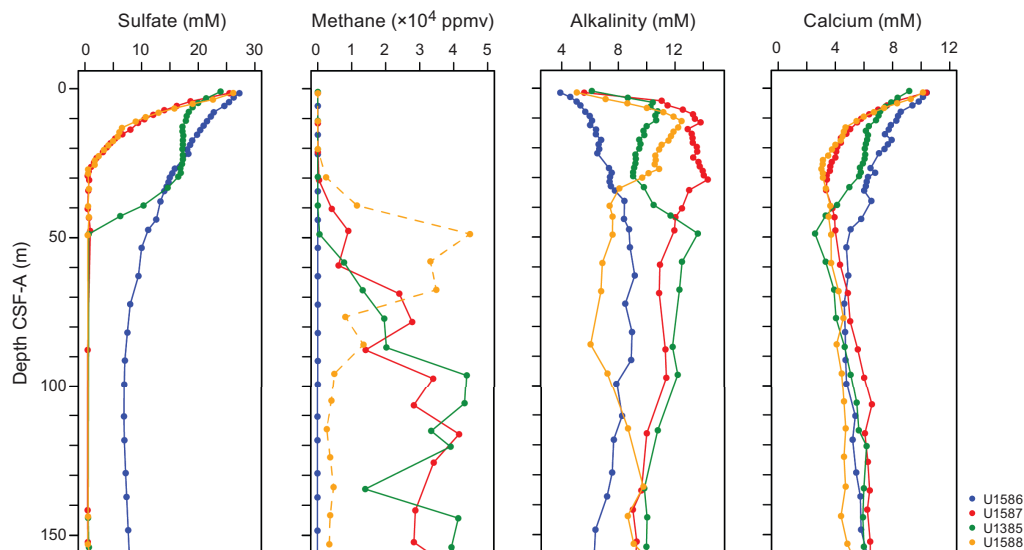 Sulfate (mM) Methane (×10⁴ ppmv) Alkalinity (mM) Calcium (mM)
0 10 20 30 0 1 2 3 4 5 4 8 12 0 4 8 12
0
50
100
150
Depth CSF-A (m)
U1586
U1587
U1385
U1588